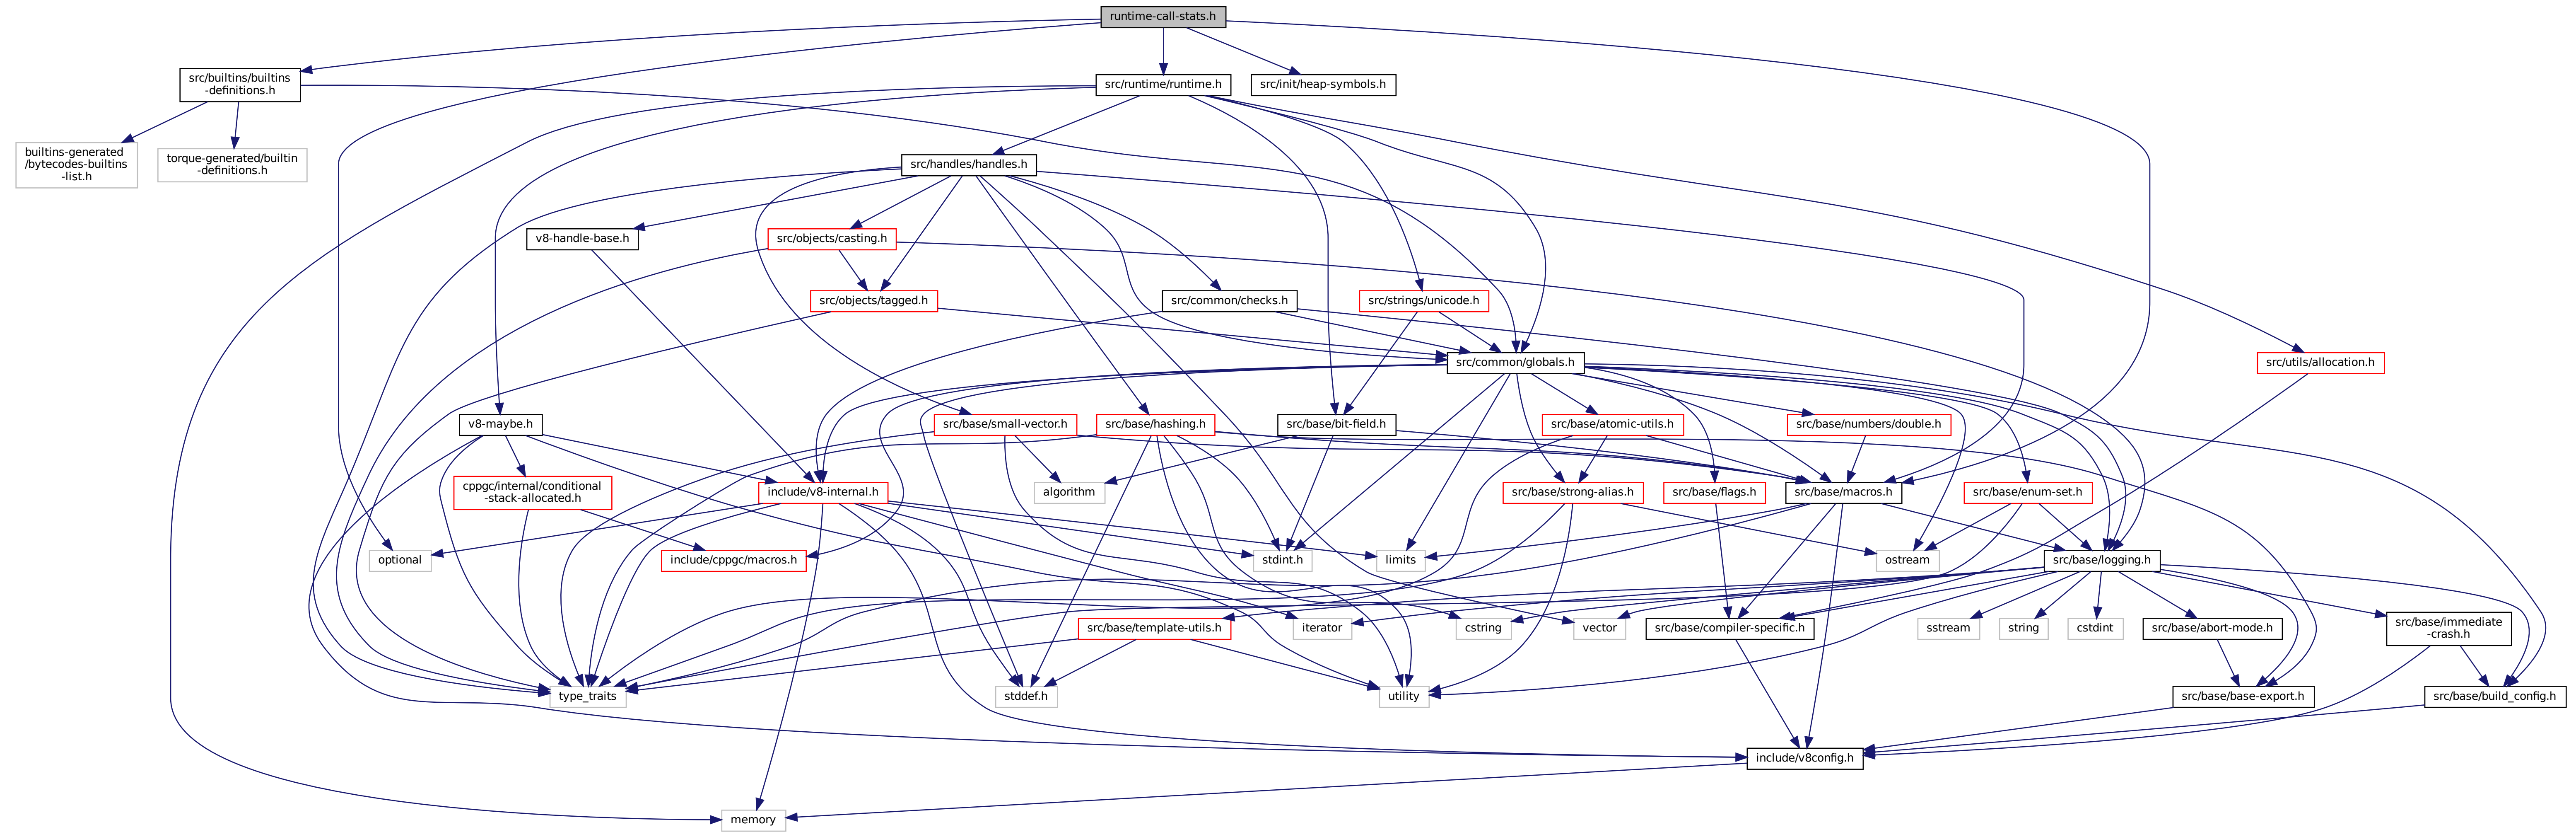 runtime-call-stats.h
src/builtins/builtins
-definitions.h
src/runtime/runtime.h
src/init/heap-symbols.h
builtins-generated
/bytecodes-builtins
-list.h
torque-generated/builtin
-definitions.h
src/handles/handles.h
v8-handle-base.h
src/objects/casting.h
src/objects/tagged.h
src/common/checks.h
src/strings/unicode.h
src/common/globals.h
src/utils/allocation.h
v8-maybe.h
src/base/small-vector.h
src/base/hashing.h
src/base/bit-field.h
src/base/atomic-utils.h
src/base/numbers/double.h
cppgc/internal/conditional
-stack-allocated.h
include/v8-internal.h
algorithm
src/base/strong-alias.h
src/base/flags.h
src/base/macros.h
src/base/enum-set.h
optional
include/cppgc/macros.h
stdint.h
limits
ostream
src/base/logging.h
src/base/template-utils.h
iterator
cstring
vector
src/base/compiler-specific.h
sstream
string
cstdint
src/base/abort-mode.h
src/base/immediate
-crash.h
type_traits
stddef.h
utility
src/base/base-export.h
src/base/build_config.h
include/v8config.h
memory